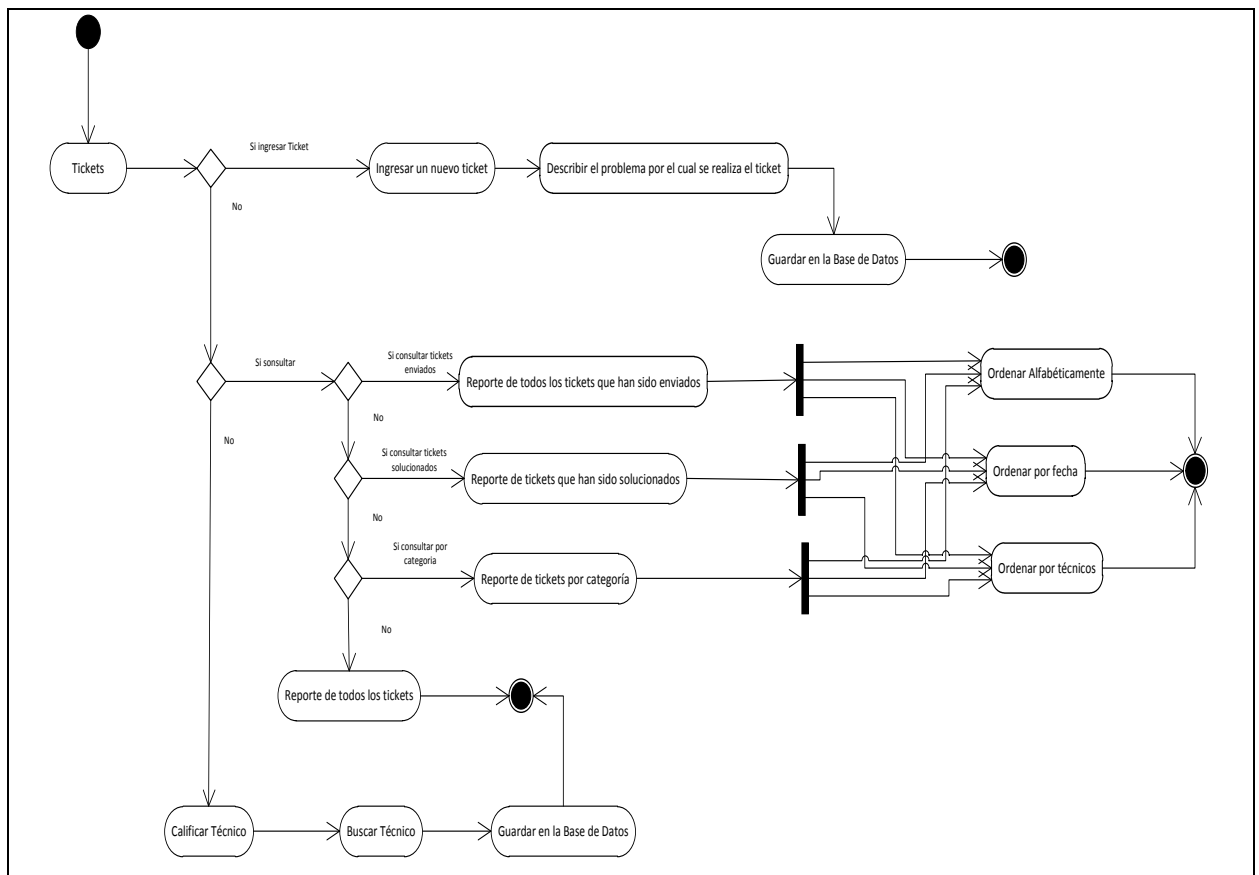 Si ingresar Ticket
Tickets
Ingresar un nuevo ticket
Describir el problema por el cual se realiza el ticket
No
Guardar en la Base de Datos
Si sonsultar
Si consultar tickets
enviados
Reporte de todos los tickets que han sido enviados
Ordenar Alfabéticamente
No
No
Si consultar tickets
solucionados
Reporte de tickets que han sido solucionados
Ordenar por fecha
No
Si consultar por
categoría
Reporte de tickets por categoría
Ordenar por técnicos
No
Reporte de todos los tickets
Calificar Técnico
Buscar Técnico
Guardar en la Base de Datos